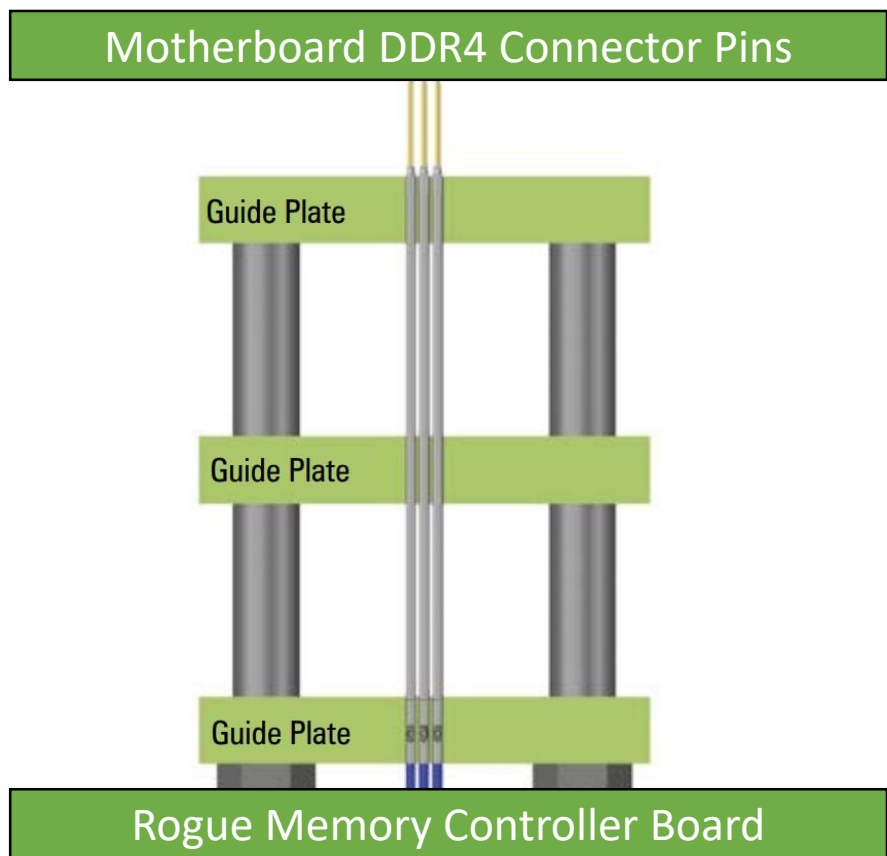 Motherboard DDR4 Connector Pins
Guide Plate
Guide Plate
Guide Plate
Rogue Memory Controller Board